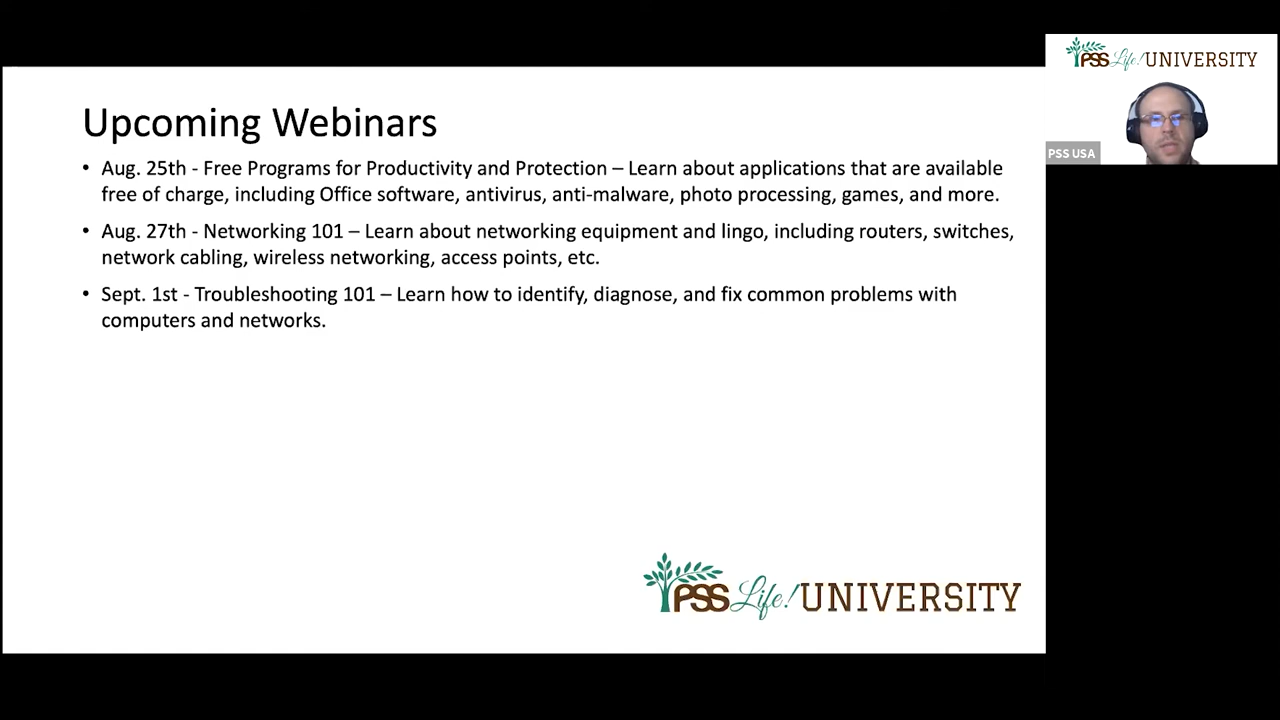 Upcoming Webinars
• Aug. 25th - Free Programs for Productivity and Protection – Learn about applications that are available
free of charge, including Office software, antivirus, anti-malware, photo processing, games, and more.
• Aug. 27th - Networking 101 – Learn about networking equipment and lingo, including routers, switches,
network cabling, wireless networking, access points, etc.
• Sept. 1st - Troubleshooting 101 – Learn how to identify, diagnose, and fix common problems with
computers and networks.
PSS Life! UNIVERSITY
PSS Life! UNIVERSITY
PSS USA